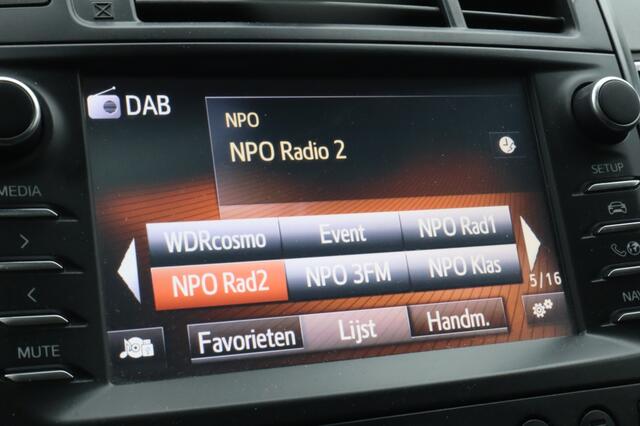 DAB
NPO
NPO Radio 2
WDRcosmo Event NPO Rad1
NPO Rad2 NPO 3FM NPO Klas
5/16
Favorieten Lijst Handm.
MEDIA
MUTE
SETUP
NAV